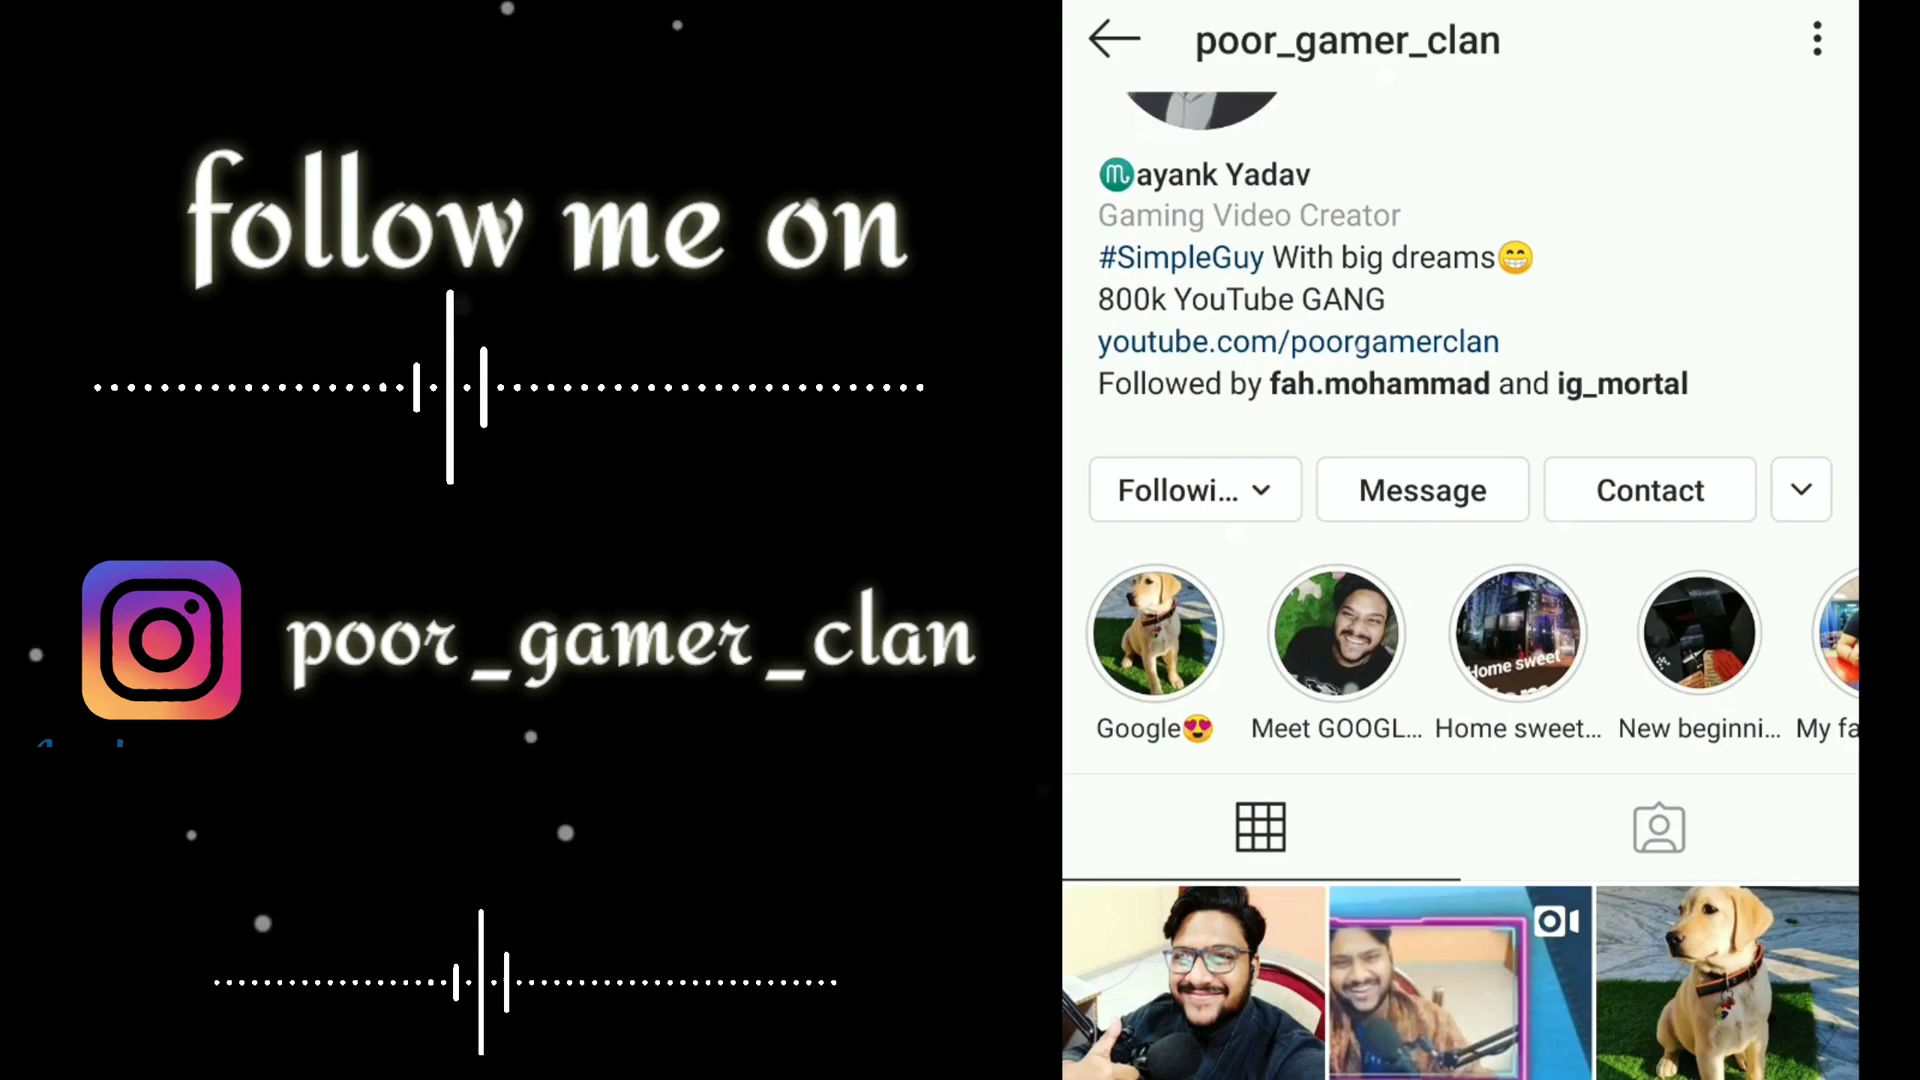 follow me on
poor_gamer_clan
poor_gamer_clan
♏ayank Yadav
Gaming Video Creator
#SimpleGuy With big dreams😁
800k YouTube GANG
youtube.com/poorgamerclan
Followed by fah.mohammad and ig_mortal
Followi... Message Contact
Home sweet
Google😍 Meet GOOGL... Home sweet... New beginni... My fa